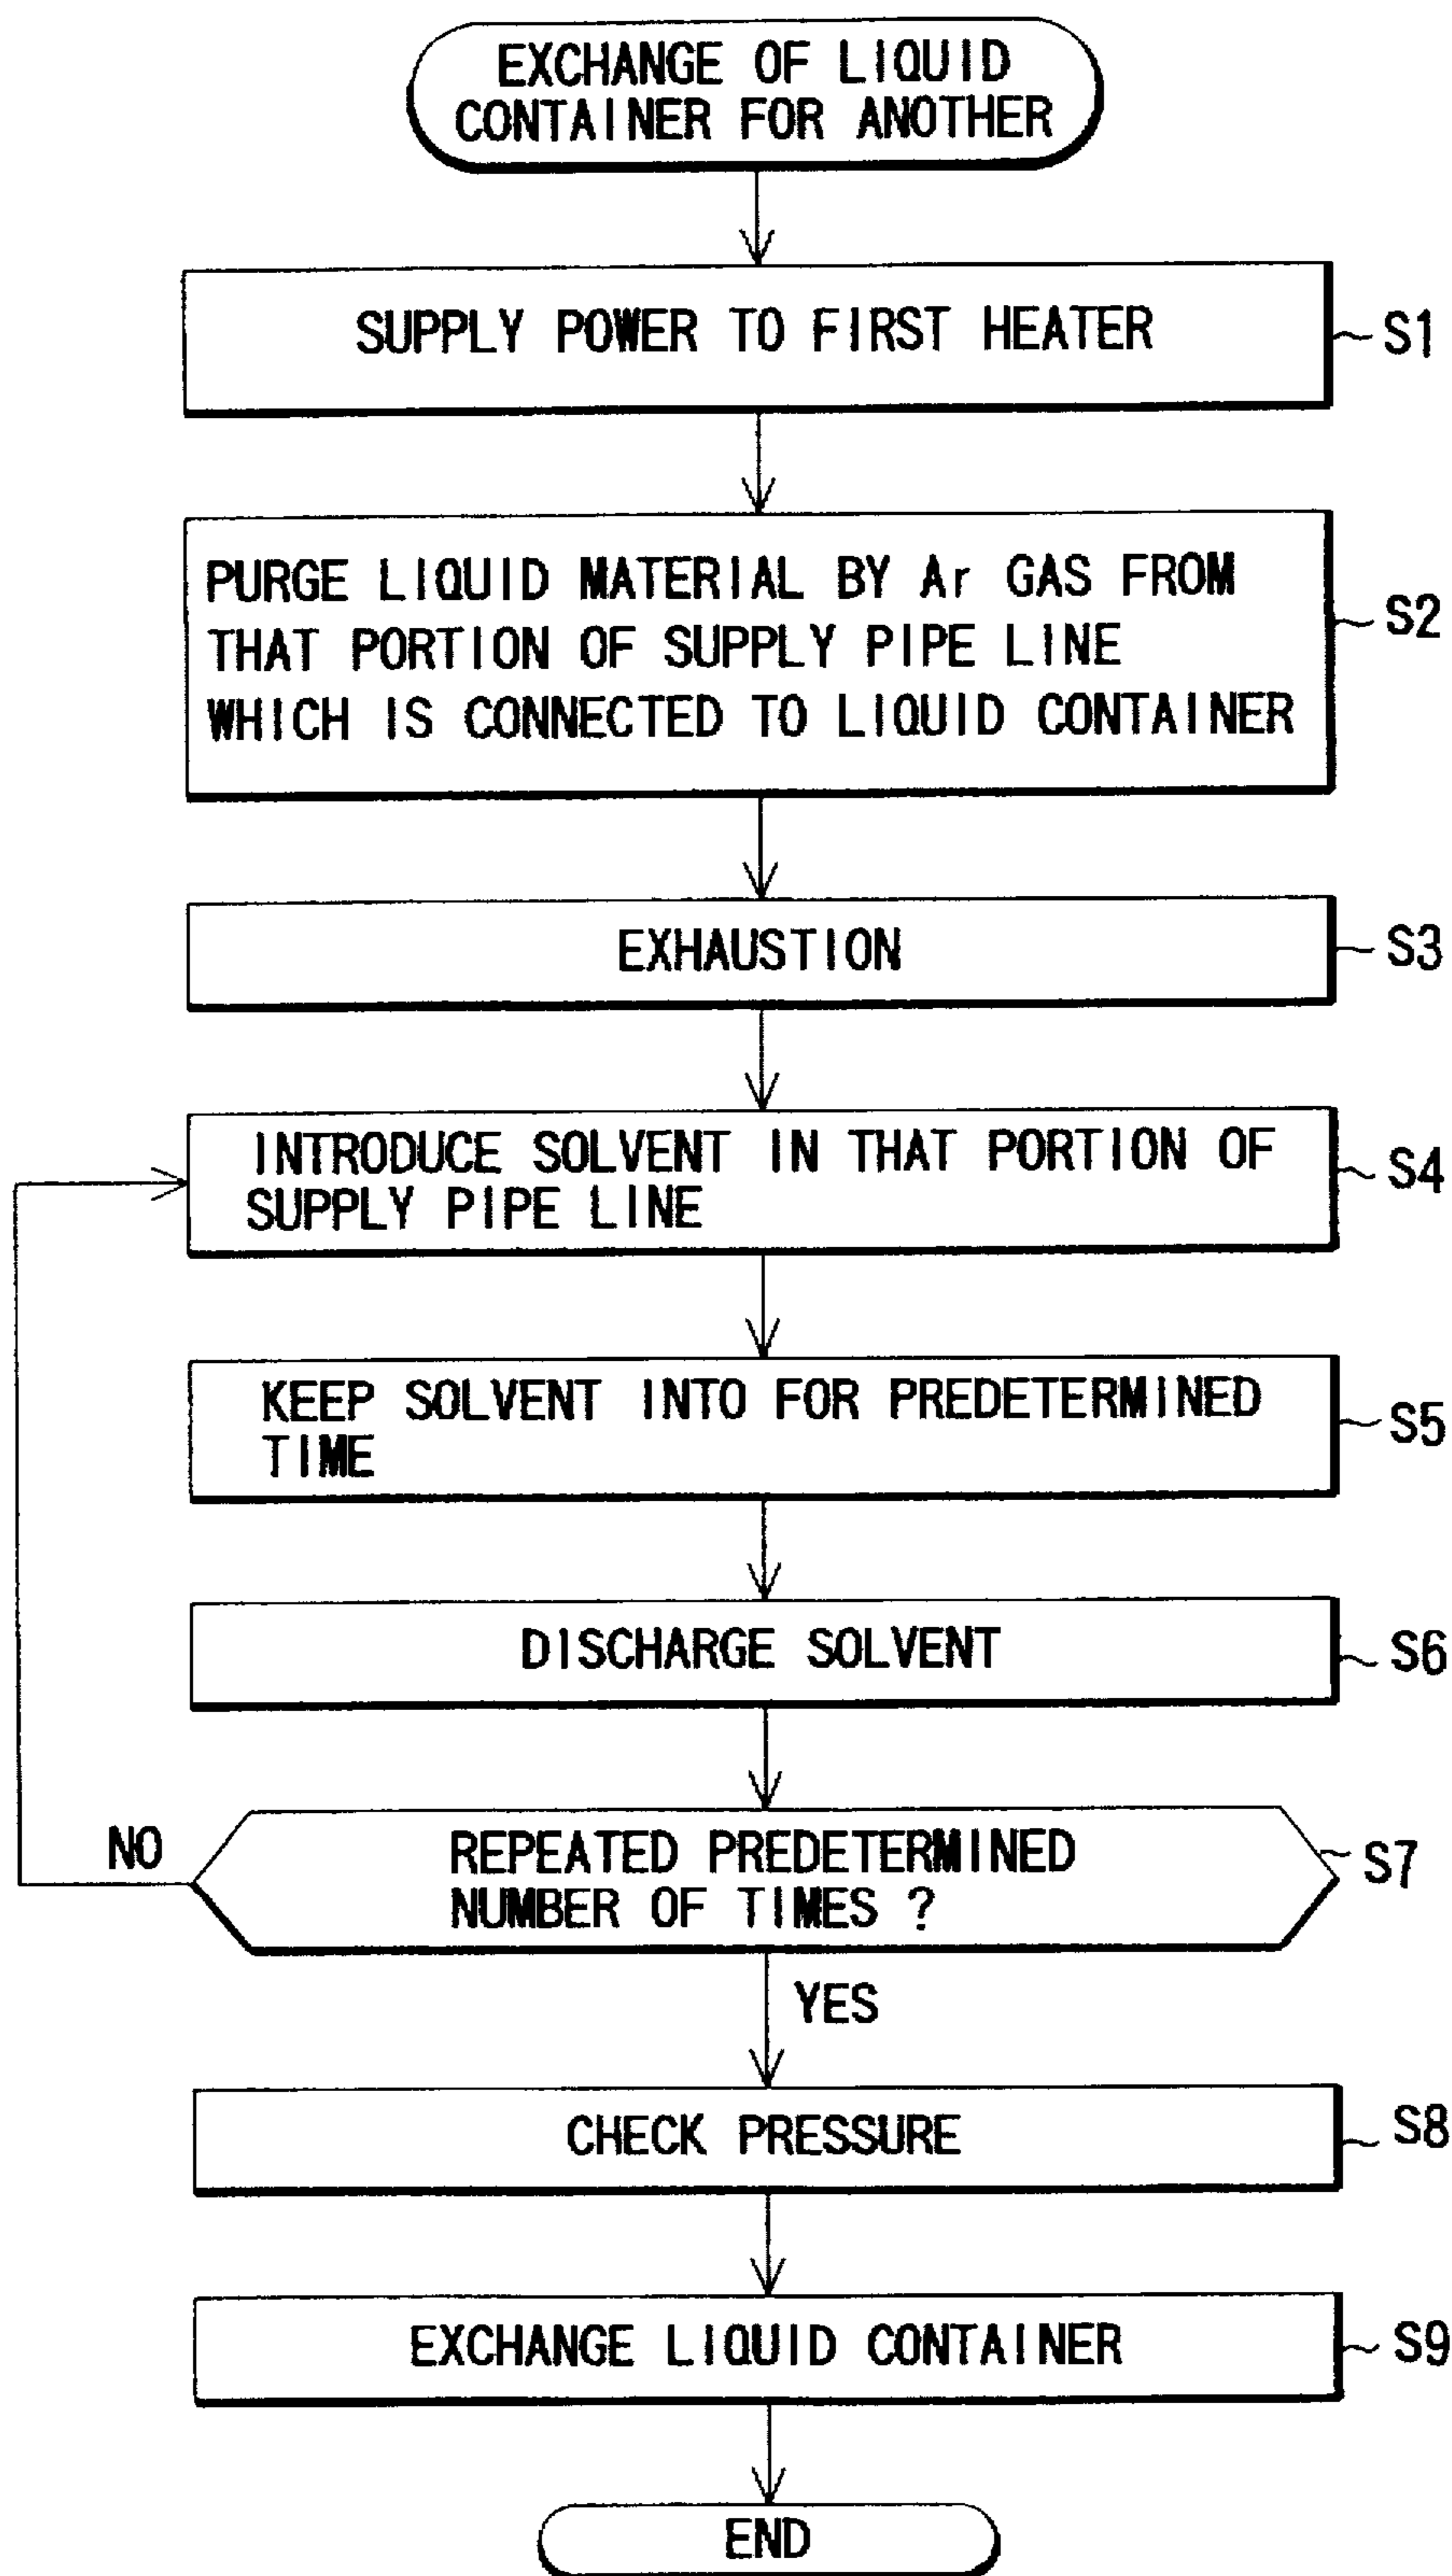 EXCHANGE OF LIQUID
CONTAINER FOR ANOTHER
SUPPLY POWER TO FIRST HEATER
S1
PURGE LIQUID MATERIAL BY Ar GAS FROM
THAT PORTION OF SUPPLY PIPE LINE
WHICH IS CONNECTED TO LIQUID CONTAINER
S2
EXHAUSTION
S3
INTRODUCE SOLVENT IN THAT PORTION OF
SUPPLY PIPE LINE
S4
KEEP SOLVENT INTO FOR PREDETERMINED
TIME
S5
DISCHARGE SOLVENT
S6
NO
REPEATED PREDETERMINED
NUMBER OF TIMES ?
S7
YES
CHECK PRESSURE
S8
EXCHANGE LIQUID CONTAINER
S9
END